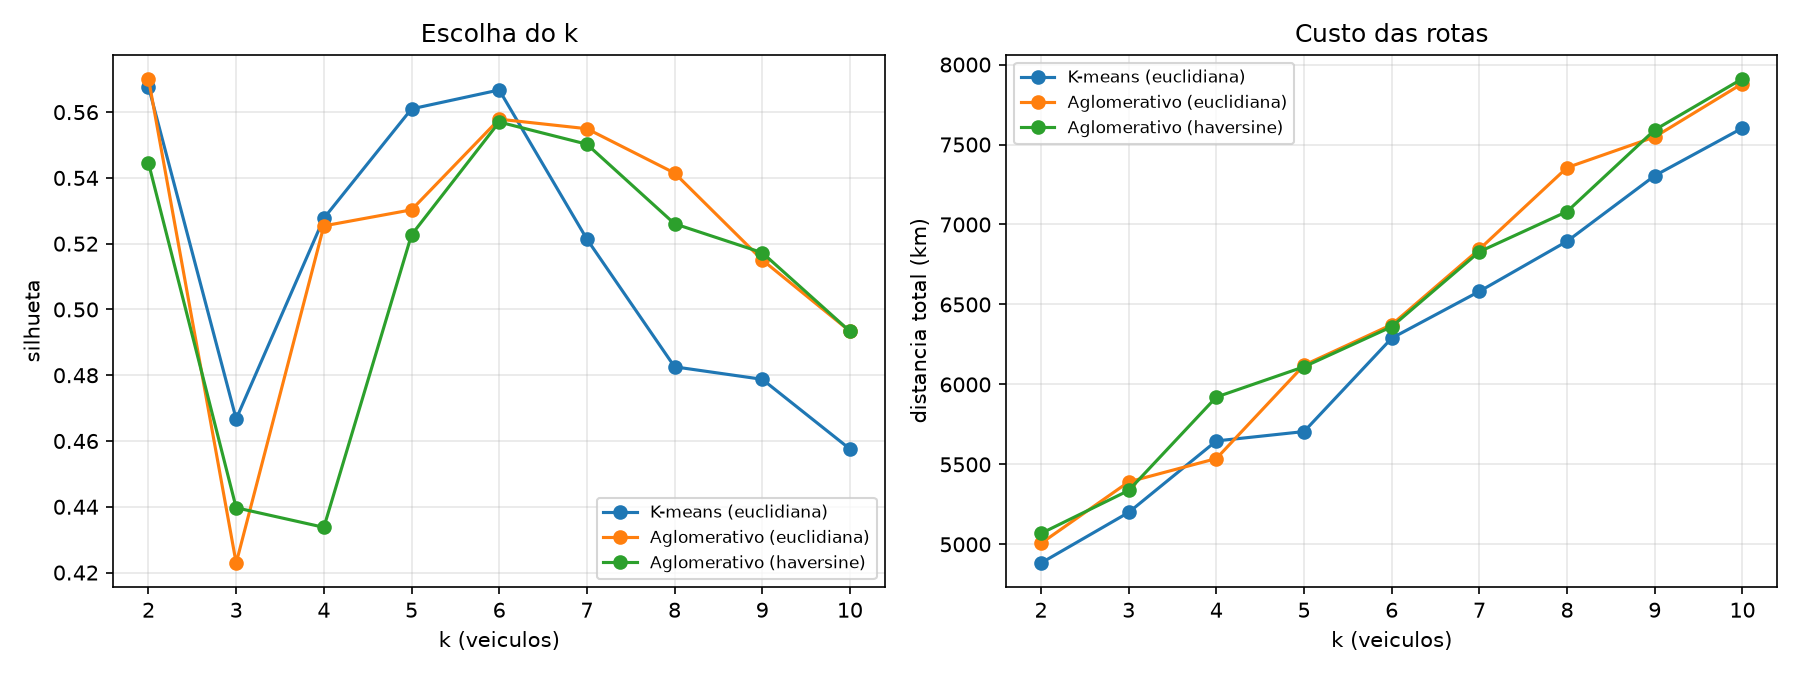 Escolha do k
silhueta
0.56
0.54
0.52
0.50
0.48
0.46
0.44
0.42
K-means (euclidiana)
Aglomerativo (euclidiana)
Aglomerativo (haversine)
2 3 4 5 6 7 8 9 10
k (veiculos)
Custo das rotas
distancia total (km)
8000
7500
7000
6500
6000
5500
5000
K-means (euclidiana)
Aglomerativo (euclidiana)
Aglomerativo (haversine)
2 3 4 5 6 7 8 9 10
k (veiculos)